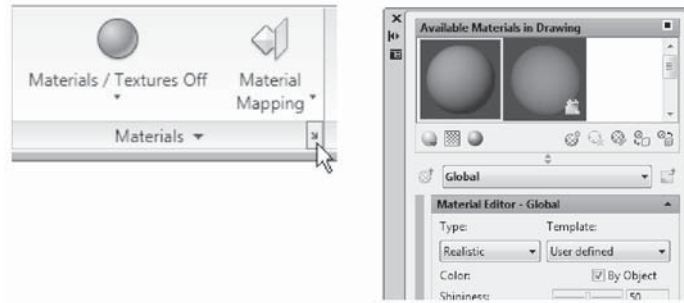 Materials / Textures Off
Material
Mapping
Materials
Available Materials in Drawing
Global
Material Editor - Global
Type:
Template:
Realistic
User defined
Color:
By Object
Shininess:
50